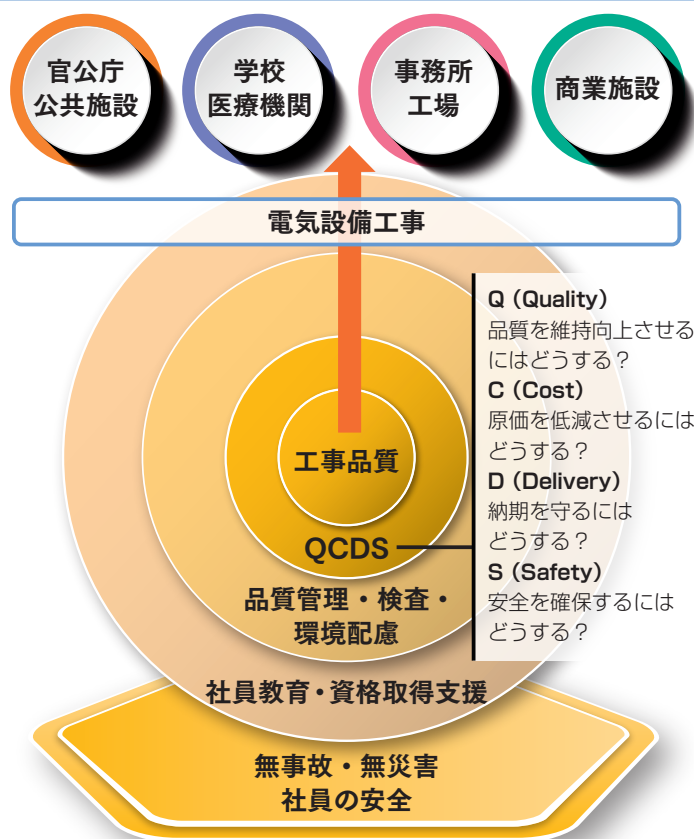 官公庁
公共施設
学校
医療機関
事務所
工場
商業施設
電気設備工事
工事品質
QCDS
Q（Quality）
品質を維持向上させる
にはどうする？
C（Cost）
原価を低減させるには
どうする？
D（Delivery）
納期を守るには
どうする？
S（Safety）
安全を確保するには
どうする？
品質管理・検査・
環境配慮
社員教育・資格取得支援
無事故・無災害
社員の安全